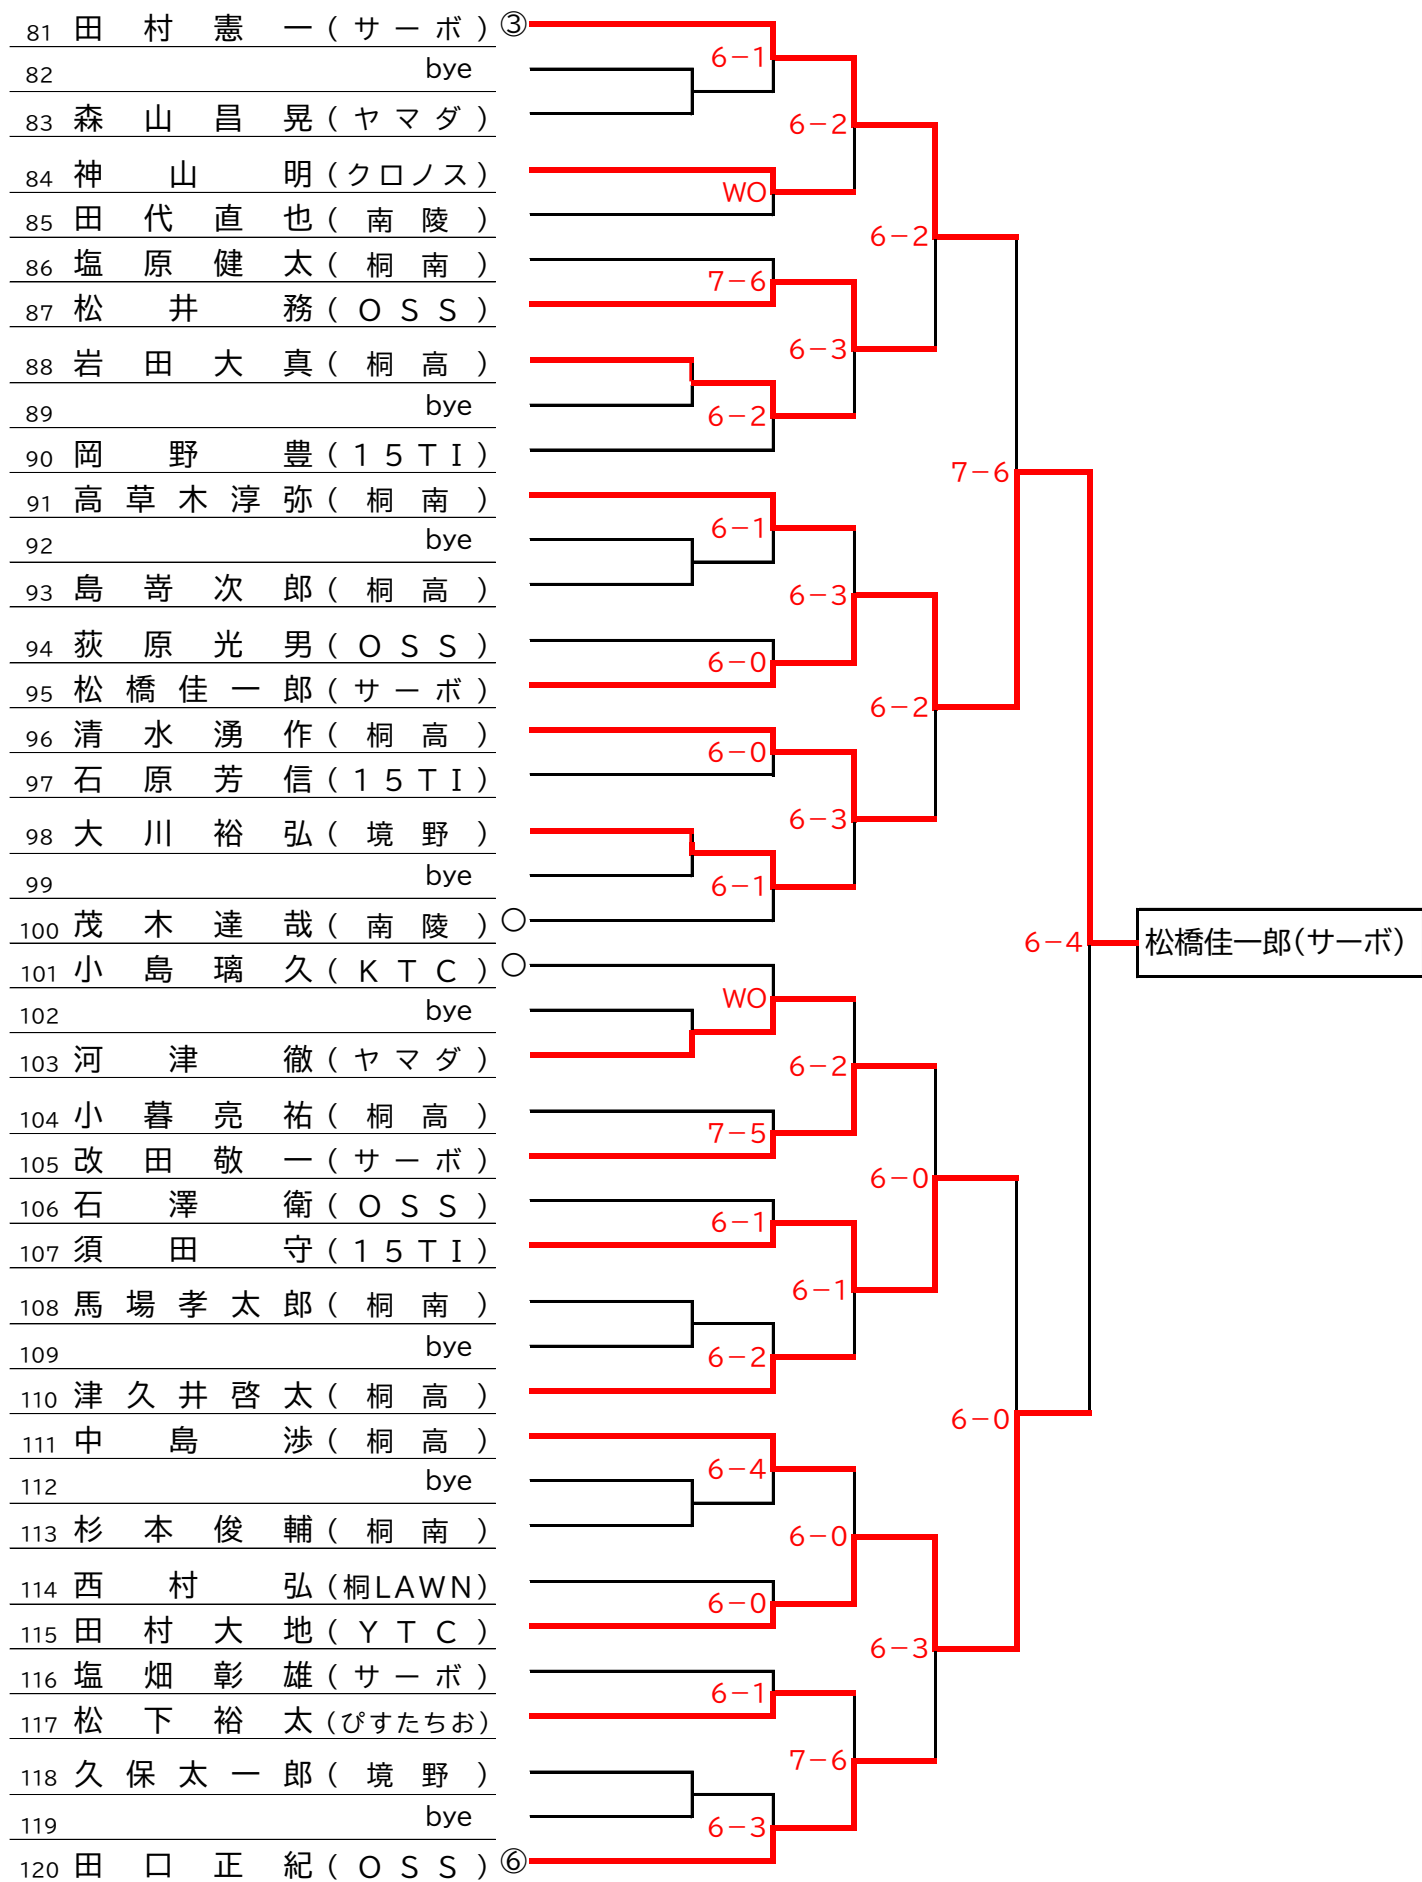 81 田村憲一(サーボ) ③
6-1
82 bye
83 森山昌晃(ヤマダ)
6-2
84 神山明(クロノス)
WO
85 田代直也(南陵)
6-2
86 塩原健太(桐南)
7-6
87 松井務(OSS)
6-3
88 岩田大真(桐高)
89 bye
6-2
90 岡野豊(15TI)
7-6
91 高草木淳弥(桐南)
6-1
92 bye
93 島嵜次郎(桐高)
6-3
94 荻原光男(OSS)
6-0
95 松橋佳一郎(サーボ)
6-2
96 清水湧作(桐高)
6-0
97 石原芳信(15TI)
6-3
98 大川裕弘(境野)
99 bye
6-1
100 茂木達哉(南陵) ○
6-4 松橋佳一郎(サーボ)
101 小島璃久(KTC) ○
WO
102 bye
103 河津徹(ヤマダ)
6-2
104 小暮亮祐(桐高)
7-5
105 改田敬一(サーボ)
6-0
106 石澤衛(OSS)
6-1
107 須田守(15TI)
6-1
108 馬場孝太郎(桐南)
109 bye
6-2
110 津久井啓太(桐高)
6-0
111 中島渉(桐高)
6-4
112 bye
113 杉本俊輔(桐南)
6-0
114 西村弘(桐LAWN)
6-0
115 田村大地(YTC)
6-3
116 塩畑彰雄(サーボ)
6-1
117 松下裕太(ぴすたちお)
7-6
118 久保太一郎(境野)
119 bye
6-3
120 田口正紀(OSS) ⑥